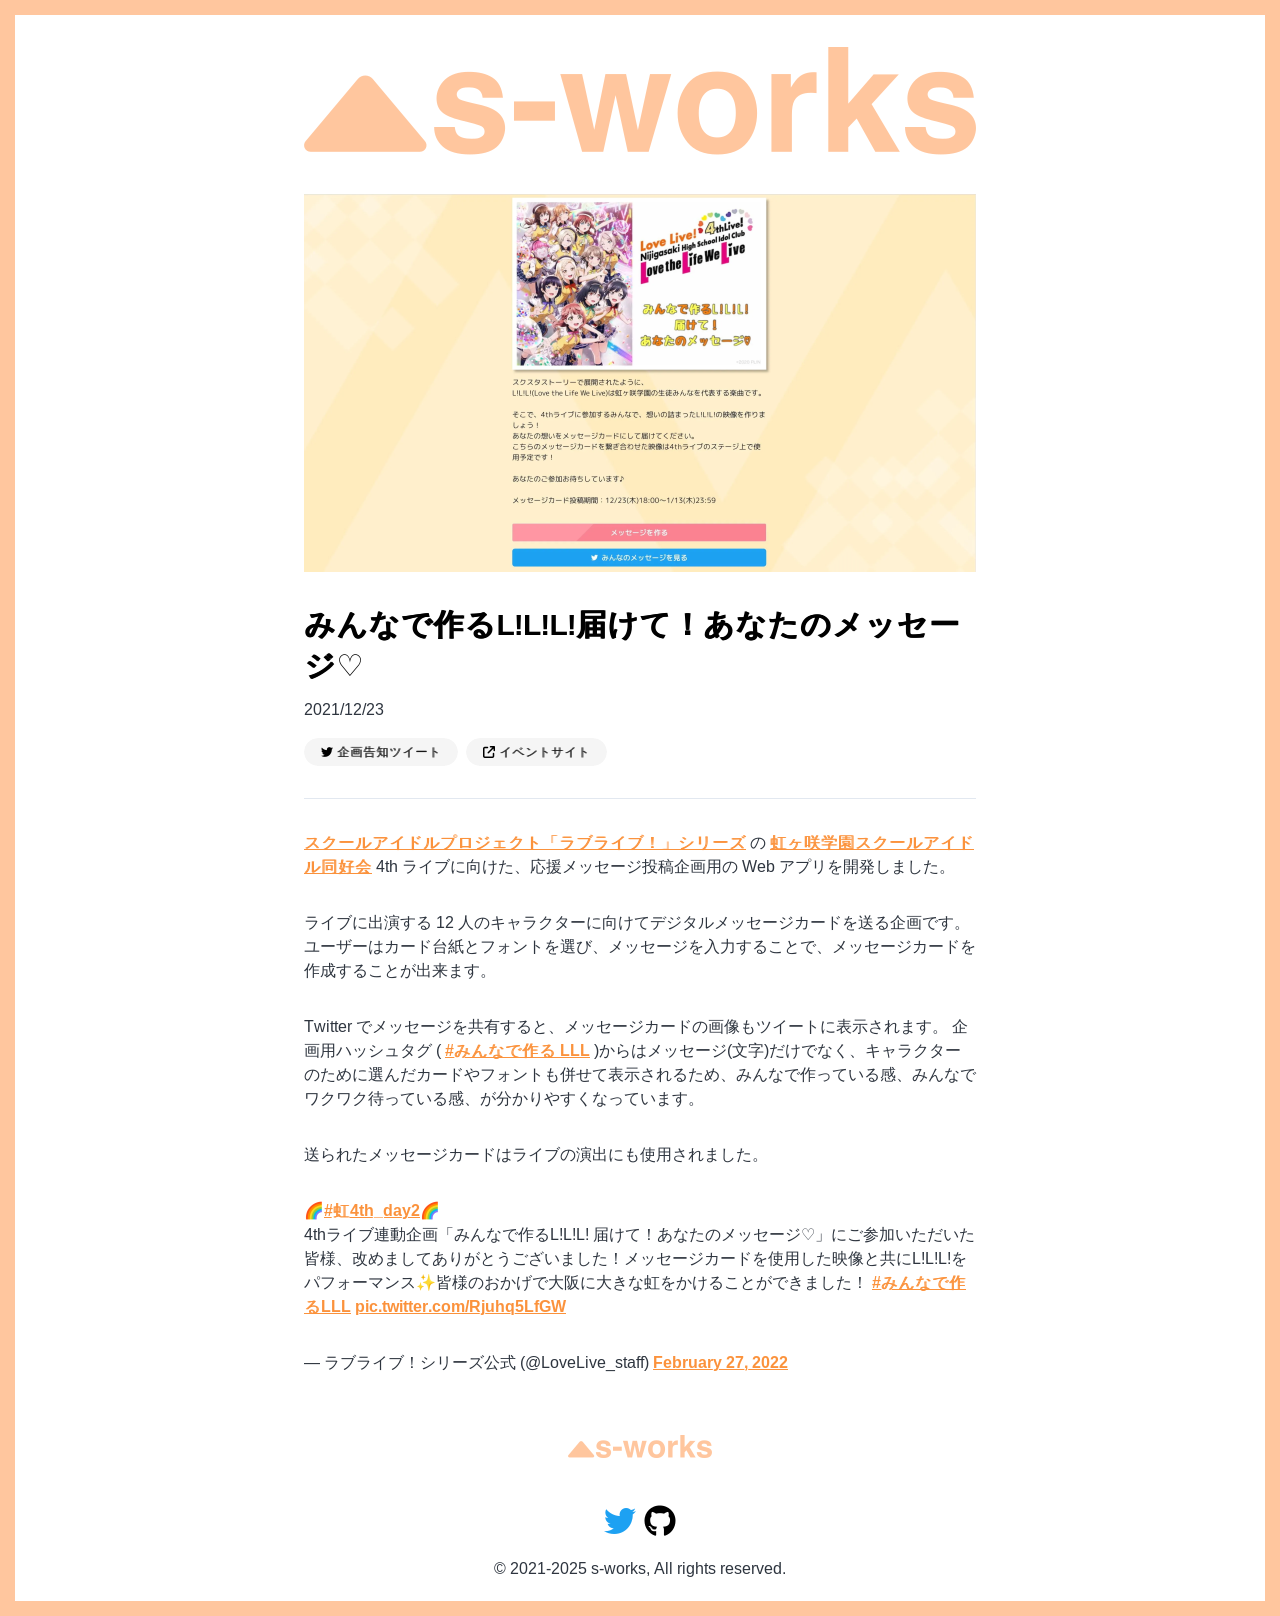 s-works
Love Live!
Nijigasaki High School Idol Club
4thLive!
Love the Life We Live
みんなで作るL!L!L!
届けて！
あなたのメッセージ♡
スクスタストーリーで展開されたように、
L!L!L!(Love the Life We Live)は虹ヶ咲学園の生徒みんなを代表する楽曲です。
そこで、4thライブに参加するみんなで、想いの詰まったL!L!L!の映像を作りま
しょう！
あなたの想いをメッセージカードにして届けてください。
こちらのメッセージカードを繋ぎ合わせた映像は4thライブのステージ上で使
用予定です！
あなたのご参加お待ちしています♪
メッセージカード投稿期間：12/23(木)18:00〜1/13(木)23:59
メッセージを作る
みんなのメッセージを見る
みんなで作るL!L!L!届けて！あなたのメッセー
ジ♡
2021/12/23
企画告知ツイート イベントサイト
スクールアイドルプロジェクト「ラブライブ！」シリーズ の 虹ヶ咲学園スクールアイド
ル同好会 4th ライブに向けた、応援メッセージ投稿企画用の Web アプリを開発しました。
ライブに出演する 12 人のキャラクターに向けてデジタルメッセージカードを送る企画です。
ユーザーはカード台紙とフォントを選び、メッセージを入力することで、メッセージカードを
作成することが出来ます。
Twitter でメッセージを共有すると、メッセージカードの画像もツイートに表示されます。 企
画用ハッシュタグ ( #みんなで作る LLL )からはメッセージ(文字)だけでなく、キャラクター
のために選んだカードやフォントも併せて表示されるため、みんなで作っている感、みんなで
ワクワク待っている感、が分かりやすくなっています。
送られたメッセージカードはライブの演出にも使用されました。
🌈#虹4th_day2🌈
4thライブ連動企画「みんなで作るL!L!L! 届けて！あなたのメッセージ♡」にご参加いただいた
皆様、改めましてありがとうございました！メッセージカードを使用した映像と共にL!L!L!を
パフォーマンス✨皆様のおかげで大阪に大きな虹をかけることができました！ #みんなで作
るLLL pic.twitter.com/Rjuhq5LfGW
— ラブライブ！シリーズ公式 (@LoveLive_staff) February 27, 2022
s-works
© 2021-2025 s-works, All rights reserved.